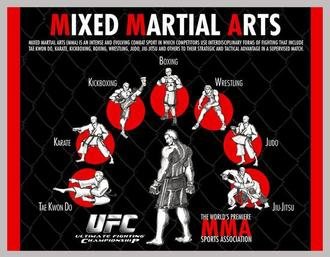 MIXED MARTIAL ARTS
MIXED MARTIAL ARTS (MMA) IS AN INTENSE AND EVOLVING COMBAT SPORT IN WHICH COMPETITORS USE INTERDISCIPLINARY FORMS OF FIGHTING THAT INCLUDE
TAE KWON DO, KARATE, KICKBOXING, BOXING, WRESTLING, JUDO, JIU-JITSU AND OTHERS TO THEIR STRATEGIC AND TACTICAL ADVANTAGE IN A SUPERVISED MATCH.
BOXING
KICKBOXING
WRESTLING
KARATE
JUDO
TAE KWON DO
JIU-JITSU
UFC
ULTIMATE FIGHTING
CHAMPIONSHIP
THE WORLD'S PREMIERE
MMA
SPORTS ASSOCIATION